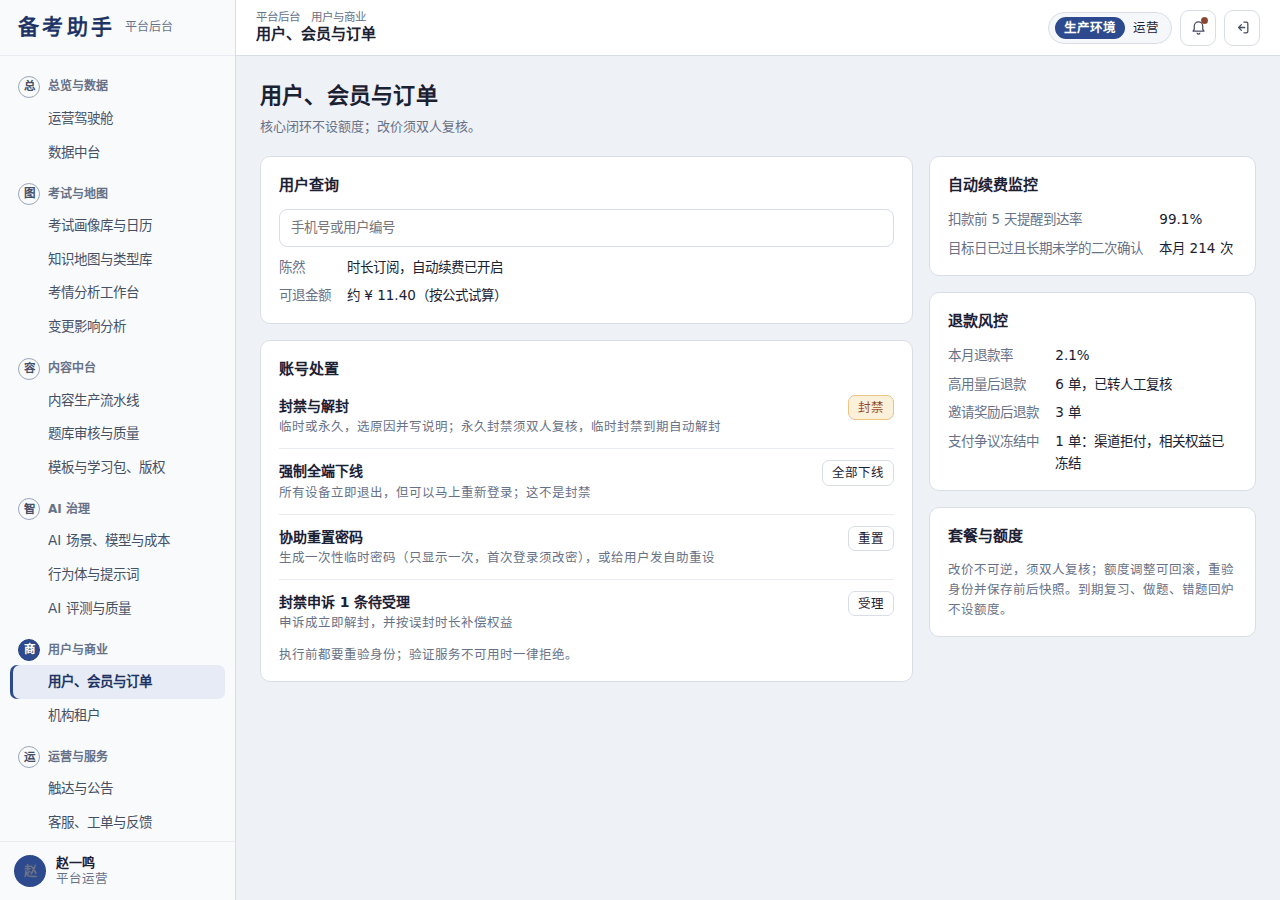 备考助手 平台后台
总 总览与数据
运营驾驶舱
数据中台
图 考试与地图
考试画像库与日历
知识地图与类型库
考情分析工作台
变更影响分析
容 内容中台
内容生产流水线
题库审核与质量
模板与学习包、版权
智 AI 治理
AI 场景、模型与成本
行为体与提示词
AI 评测与质量
商 用户与商业
用户、会员与订单
机构租户
运 运营与服务
触达与公告
客服、工单与反馈
赵 赵一鸣
平台运营
平台后台 用户与商业
用户、会员与订单
生产环境 运营
用户、会员与订单
核心闭环不设额度；改价须双人复核。
用户查询
手机号或用户编号
陈然 时长订阅，自动续费已开启
可退金额 约 ¥ 11.40（按公式试算）
账号处置
封禁与解封
临时或永久，选原因并写说明；永久封禁须双人复核，临时封禁到期自动解封
封禁
强制全端下线
所有设备立即退出，但可以马上重新登录；这不是封禁
全部下线
协助重置密码
生成一次性临时密码（只显示一次，首次登录须改密），或给用户发自助重设
重置
封禁申诉 1 条待受理
申诉成立即解封，并按误封时长补偿权益
受理
执行前都要重验身份；验证服务不可用时一律拒绝。
自动续费监控
扣款前 5 天提醒到达率 99.1%
目标日已过且长期未学的二次确认 本月 214 次
退款风控
本月退款率 2.1%
高用量后退款 6 单，已转人工复核
邀请奖励后退款 3 单
支付争议冻结中 1 单：渠道拒付，相关权益已
冻结
套餐与额度
改价不可逆，须双人复核；额度调整可回滚，重验
身份并保存前后快照。到期复习、做题、错题回炉
不设额度。